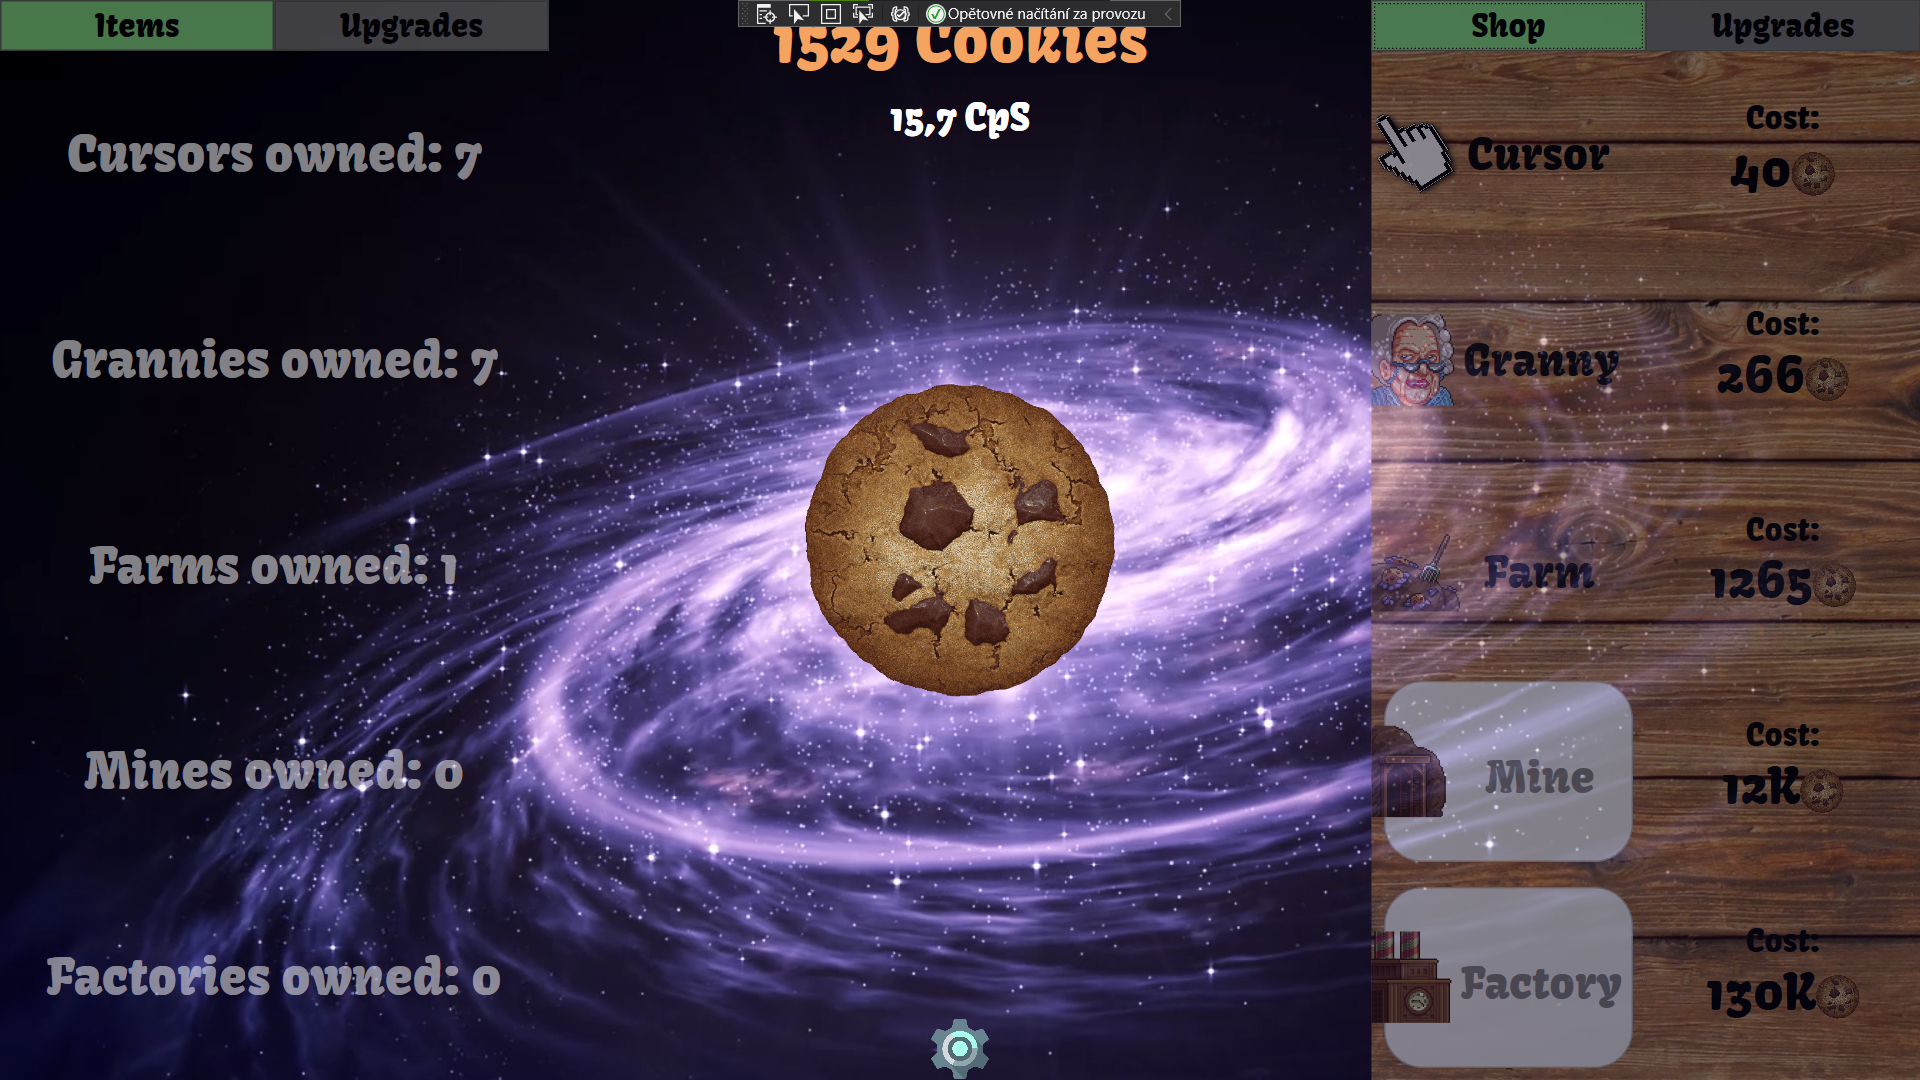 Items
Upgrades
Opětovné načítání za provozu
Shop
Upgrades
1529 Cookies
15,7 CpS
Cursors owned: 7
Grannies owned: 7
Farms owned: 1
Mines owned: 0
Factories owned: 0
Cursor
Cost:
40
Granny
Cost:
266
Farm
Cost:
1265
Mine
Cost:
12K
Factory
Cost:
130K